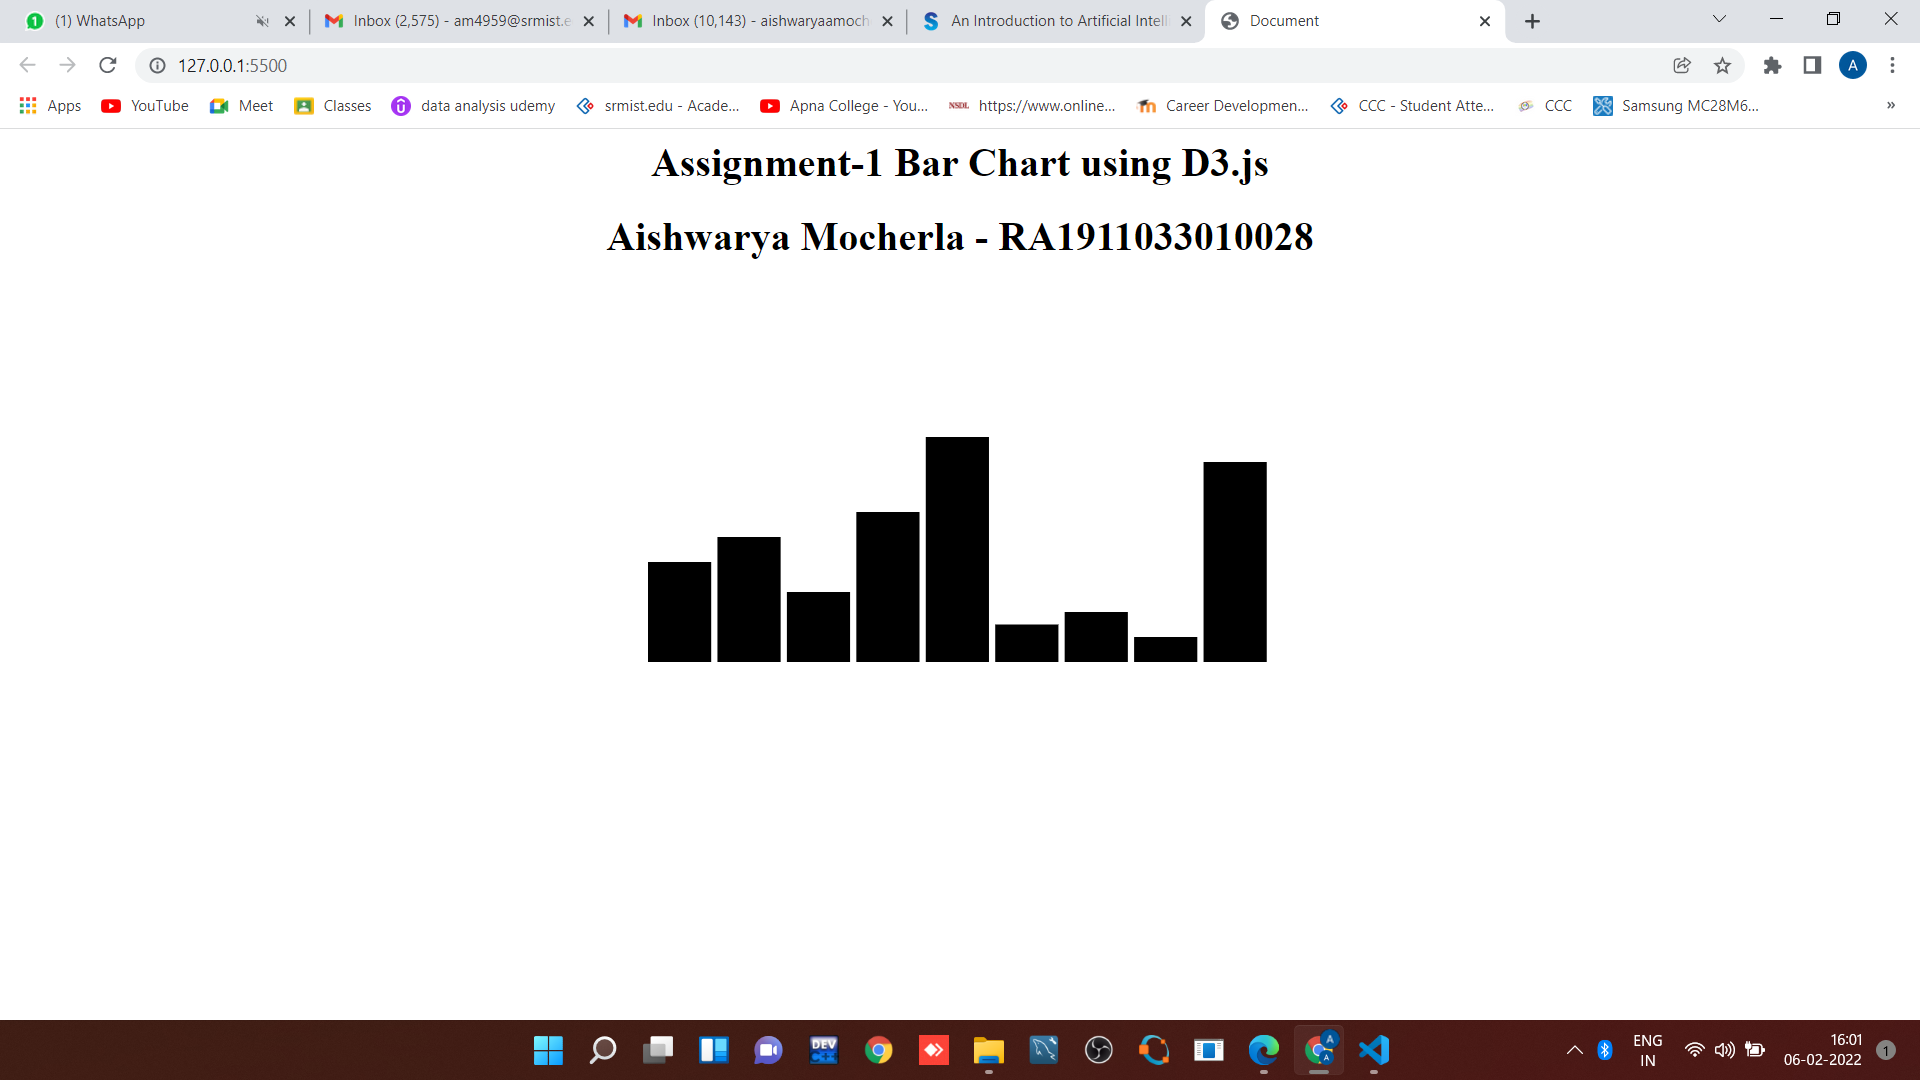 (1) WhatsApp
Inbox (2,575) - am4959@srmist.e
Inbox (10,143) - aishwaryaamoch
An Introduction to Artificial Intell
Document
127.0.0.1:5500
A
Apps
YouTube
Meet
Classes
data analysis udemy
srmist.edu - Acade...
Apna College - You...
NSDL
https://www.online...
Career Developmen...
CCC - Student Atte...
CCC
Samsung MC28M6...
»
Assignment-1 Bar Chart using D3.js
Aishwarya Mocherla - RA1911033010028
DEV
C++
A
A
ENG
IN
16:01
06-02-2022
1